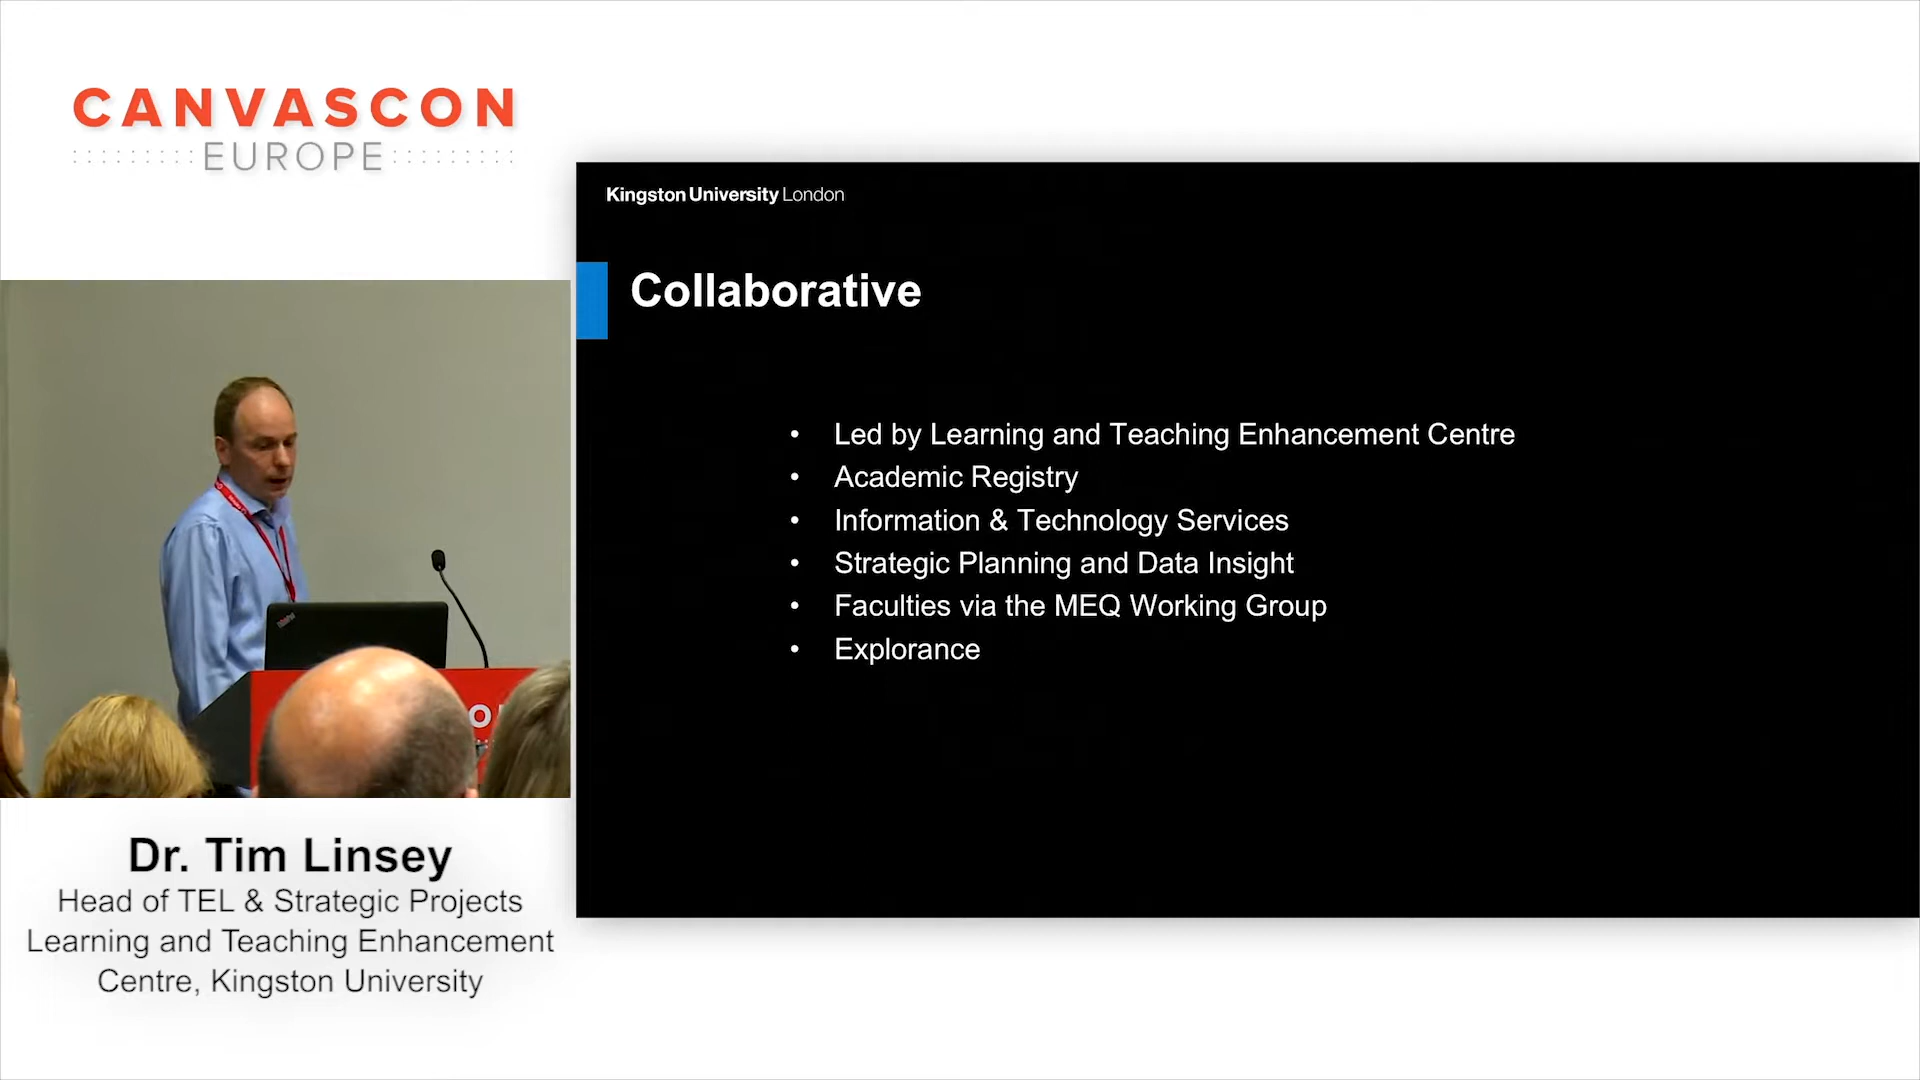 CANVASCON
EUROPE
Kingston University London
Collaborative
• Led by Learning and Teaching Enhancement Centre
• Academic Registry
• Information & Technology Services
• Strategic Planning and Data Insight
• Faculties via the MEQ Working Group
• Explorance
Dr. Tim Linsey
Head of TEL & Strategic Projects
Learning and Teaching Enhancement
Centre, Kingston University